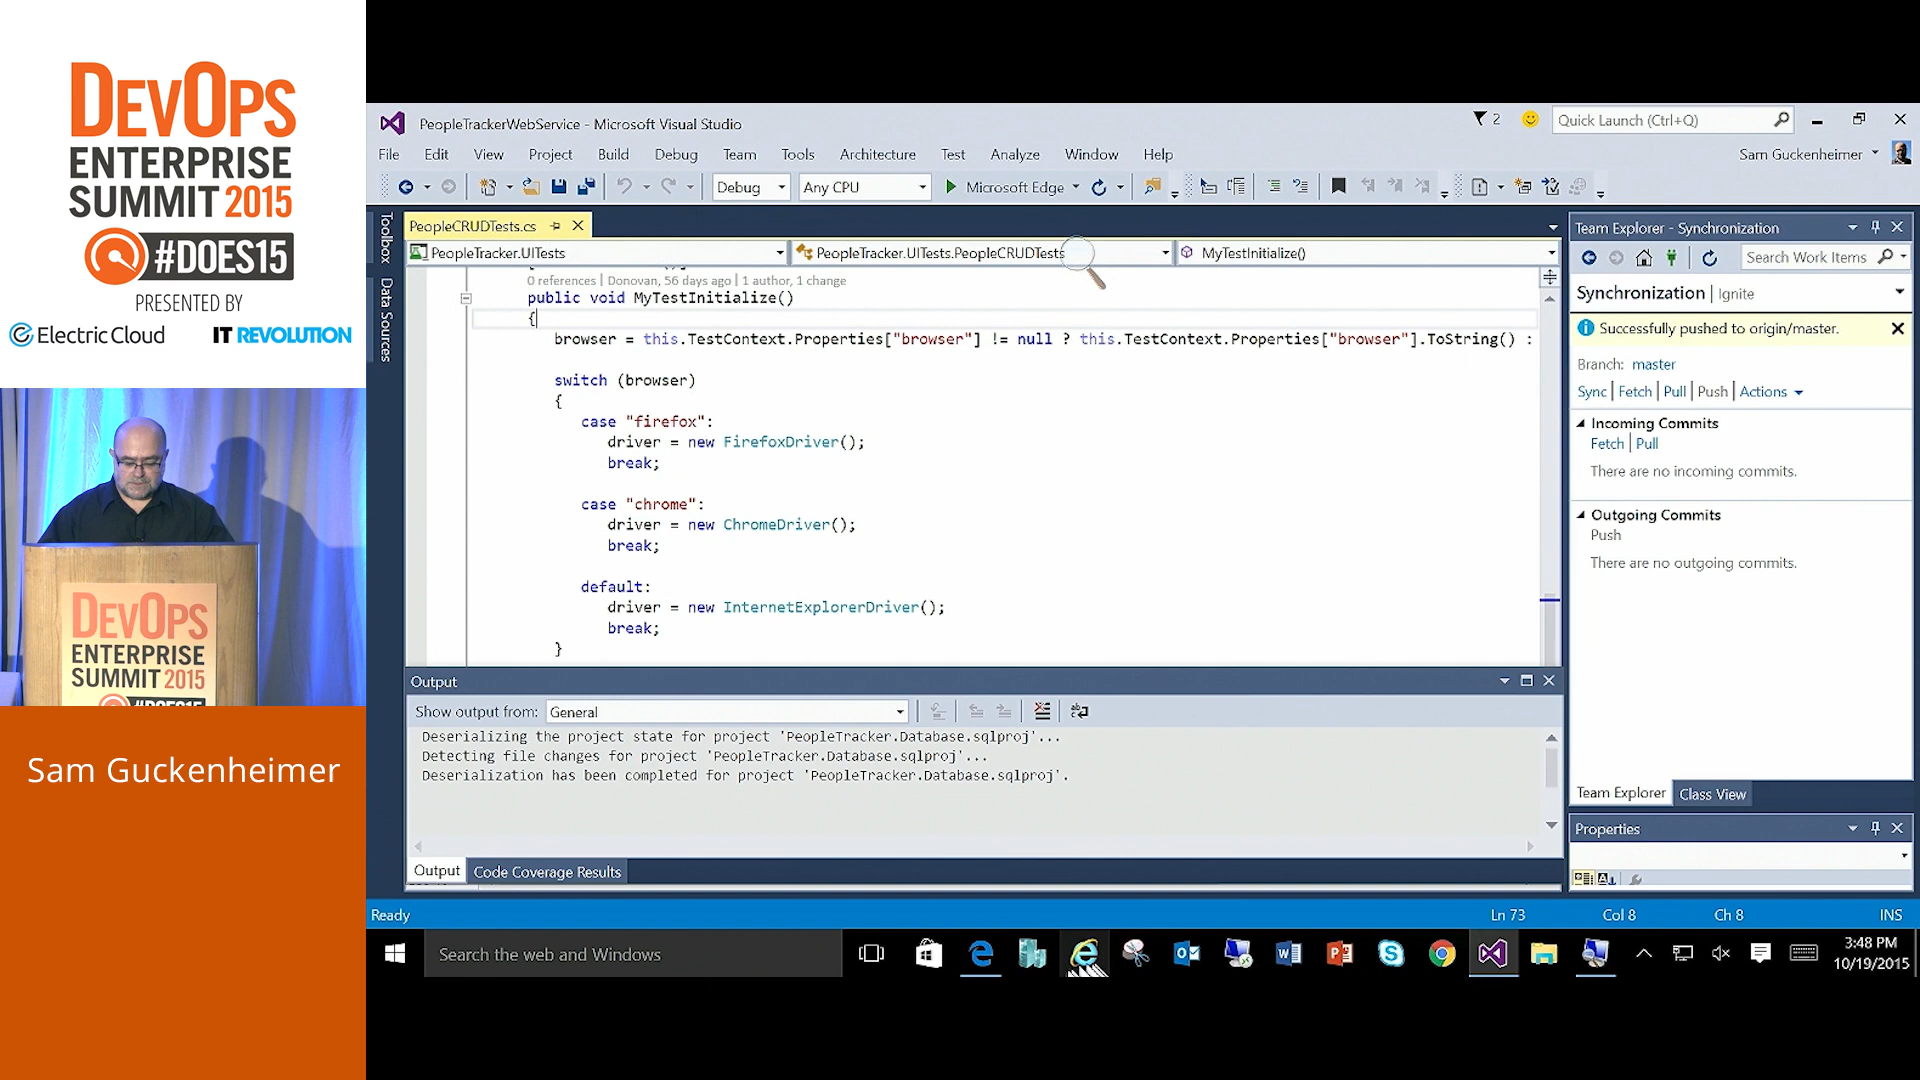 DEVOPS
ENTERPRISE
SUMMIT 2015
#DOES15
PRESENTED BY
Electric Cloud
IT REVOLUTION
DEVOPS
ENTERPRISE
SUMMIT 2015
Sam Guckenheimer
PeopleTrackerWebService - Microsoft Visual Studio
2
Quick Launch (Ctrl+Q)
File Edit View Project Build Debug Team Tools Architecture Test Analyze Window Help
Sam Guckenheimer
Debug Any CPU Microsoft Edge
Toolbox
Data Sources
PeopleCRUDTests.cs
PeopleTracker.UITests PeopleTracker.UITests.PeopleCRUDTests MyTestInitialize()
0 references | Donovan, 56 days ago | 1 author, 1 change
public void MyTestInitialize()
{
browser = this.TestContext.Properties["browser"] != null ? this.TestContext.Properties["browser"].ToString() :
switch (browser)
{
case "firefox":
driver = new FirefoxDriver();
break;
case "chrome":
driver = new ChromeDriver();
break;
default:
driver = new InternetExplorerDriver();
break;
}
Output
Show output from: General
Deserializing the project state for project 'PeopleTracker.Database.sqlproj'...
Detecting file changes for project 'PeopleTracker.Database.sqlproj'...
Deserialization has been completed for project 'PeopleTracker.Database.sqlproj'.
Output Code Coverage Results
Team Explorer - Synchronization
Search Work Items
Synchronization | Ignite
Successfully pushed to origin/master.
Branch: master
Sync | Fetch | Pull | Push | Actions
Incoming Commits
Fetch | Pull
There are no incoming commits.
Outgoing Commits
Push
There are no outgoing commits.
Team Explorer Class View
Properties
Ready Ln 73 Col 8 Ch 8 INS
Search the web and Windows
3:48 PM
10/19/2015